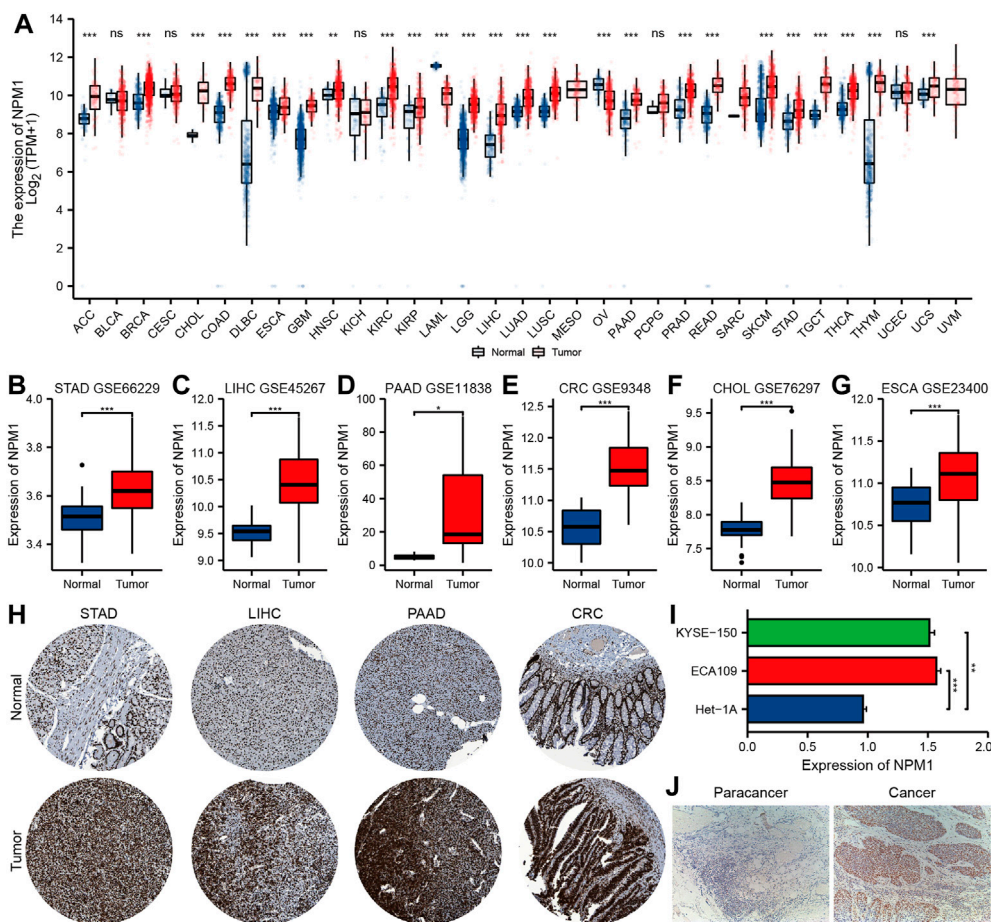 A
The expression of NPM1
Log2 (TPM+1)
14
12
10
8
6
4
2
0
*** ns *** ns *** *** *** *** *** ** ns *** *** *** *** *** *** *** *** *** ns *** *** *** *** *** *** *** ns ***
ACC BLCA BRCA CESC CHOL COAD DLBC ESCA GBM HNSC KICH KIRC KIRP LAML LGG LIHC LUAD LUSC MESO OV PAAD PCPG PRAD READ SARC SKCM STAD TGCT THCA THYM UCEC UCS UVM
Normal Tumor
B
STAD GSE66229
***
Expression of NPM1
4.0
3.8
3.6
3.4
Normal Tumor
C
LIHC GSE45267
***
Expression of NPM1
12.0
11.5
11.0
10.5
10.0
9.5
9.0
Normal Tumor
D
PAAD GSE11838
*
Expression of NPM1
100
80
60
40
20
0
Normal Tumor
E
CRC GSE9348
***
Expression of NPM1
12.5
12.0
11.5
11.0
10.5
10.0
Normal Tumor
F
CHOL GSE76297
***
Expression of NPM1
9.5
9.0
8.5
8.0
7.5
Normal Tumor
G
ESCA GSE23400
***
Expression of NPM1
12.0
11.5
11.0
10.5
10.0
Normal Tumor
H
STAD LIHC PAAD CRC
Normal
Tumor
I
KYSE-150
ECA109
Het-1A
***
**
0.0 0.5 1.0 1.5 2.0
Expression of NPM1
J
Paracancer Cancer